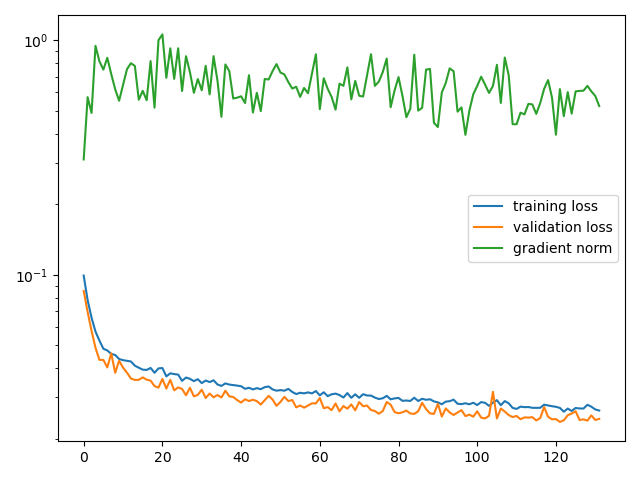 10⁰
10⁻¹
training loss
validation loss
gradient norm
0 20 40 60 80 100 120